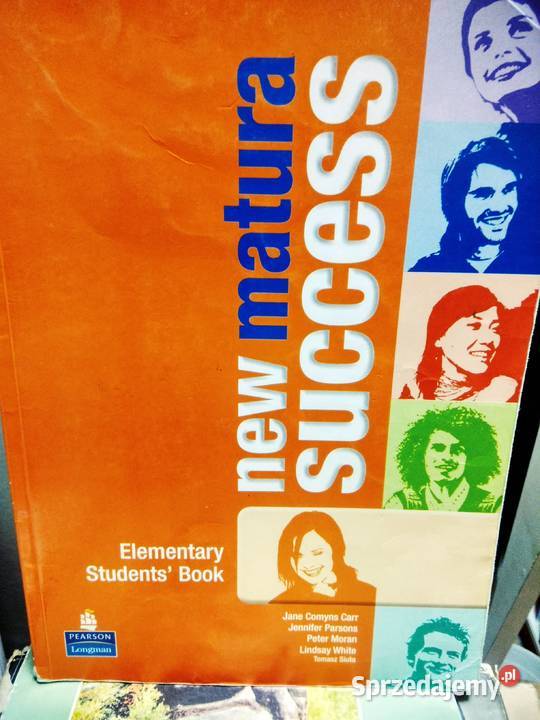 new matura
success
Elementary
Students' Book
Jane Comyns Carr
Jennifer Parsons
Peter Moran
Lindsay White
Tomasz Siuta
PEARSON
Longman
Sprzedajemy.pl